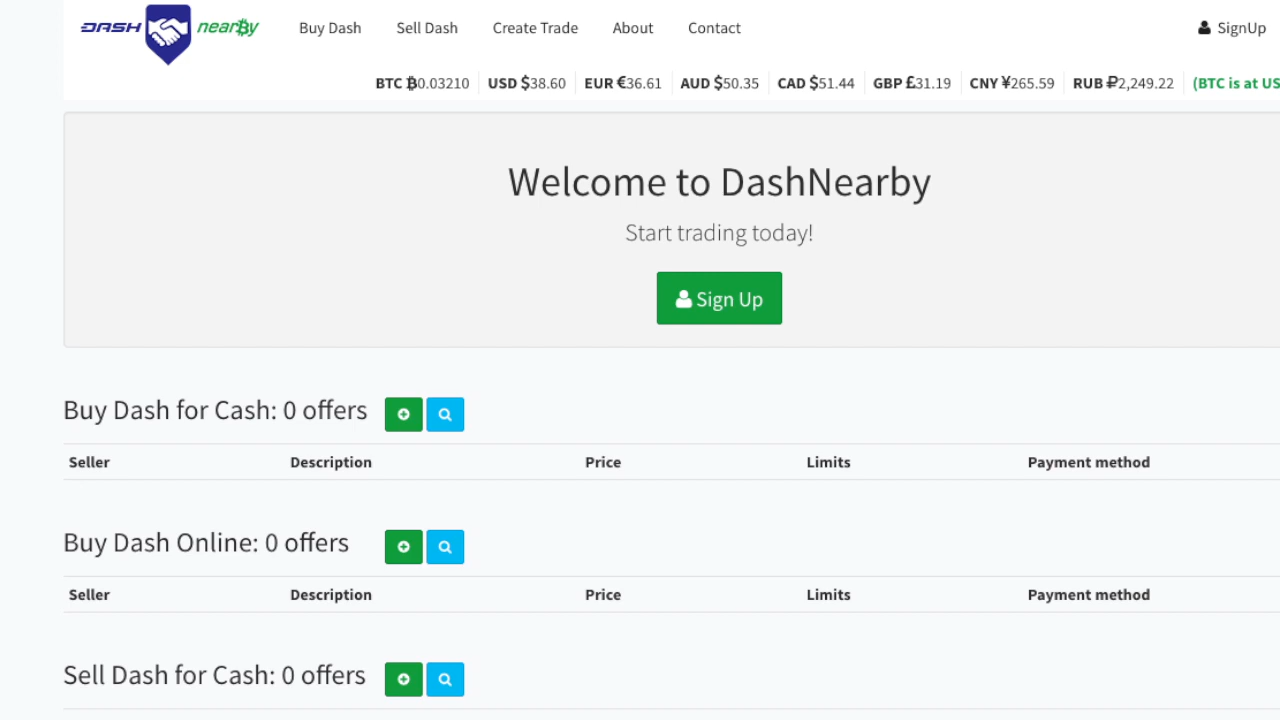 DASH nearBy Buy Dash Sell Dash Create Trade About Contact SignUp
BTC ₿0.03210 USD $38.60 EUR €36.61 AUD $50.35 CAD $51.44 GBP £31.19 CNY ¥265.59 RUB ₽2,249.22 (BTC is at US
Welcome to DashNearby
Start trading today!
Sign Up
Buy Dash for Cash: 0 offers
Seller Description Price Limits Payment method
Buy Dash Online: 0 offers
Seller Description Price Limits Payment method
Sell Dash for Cash: 0 offers